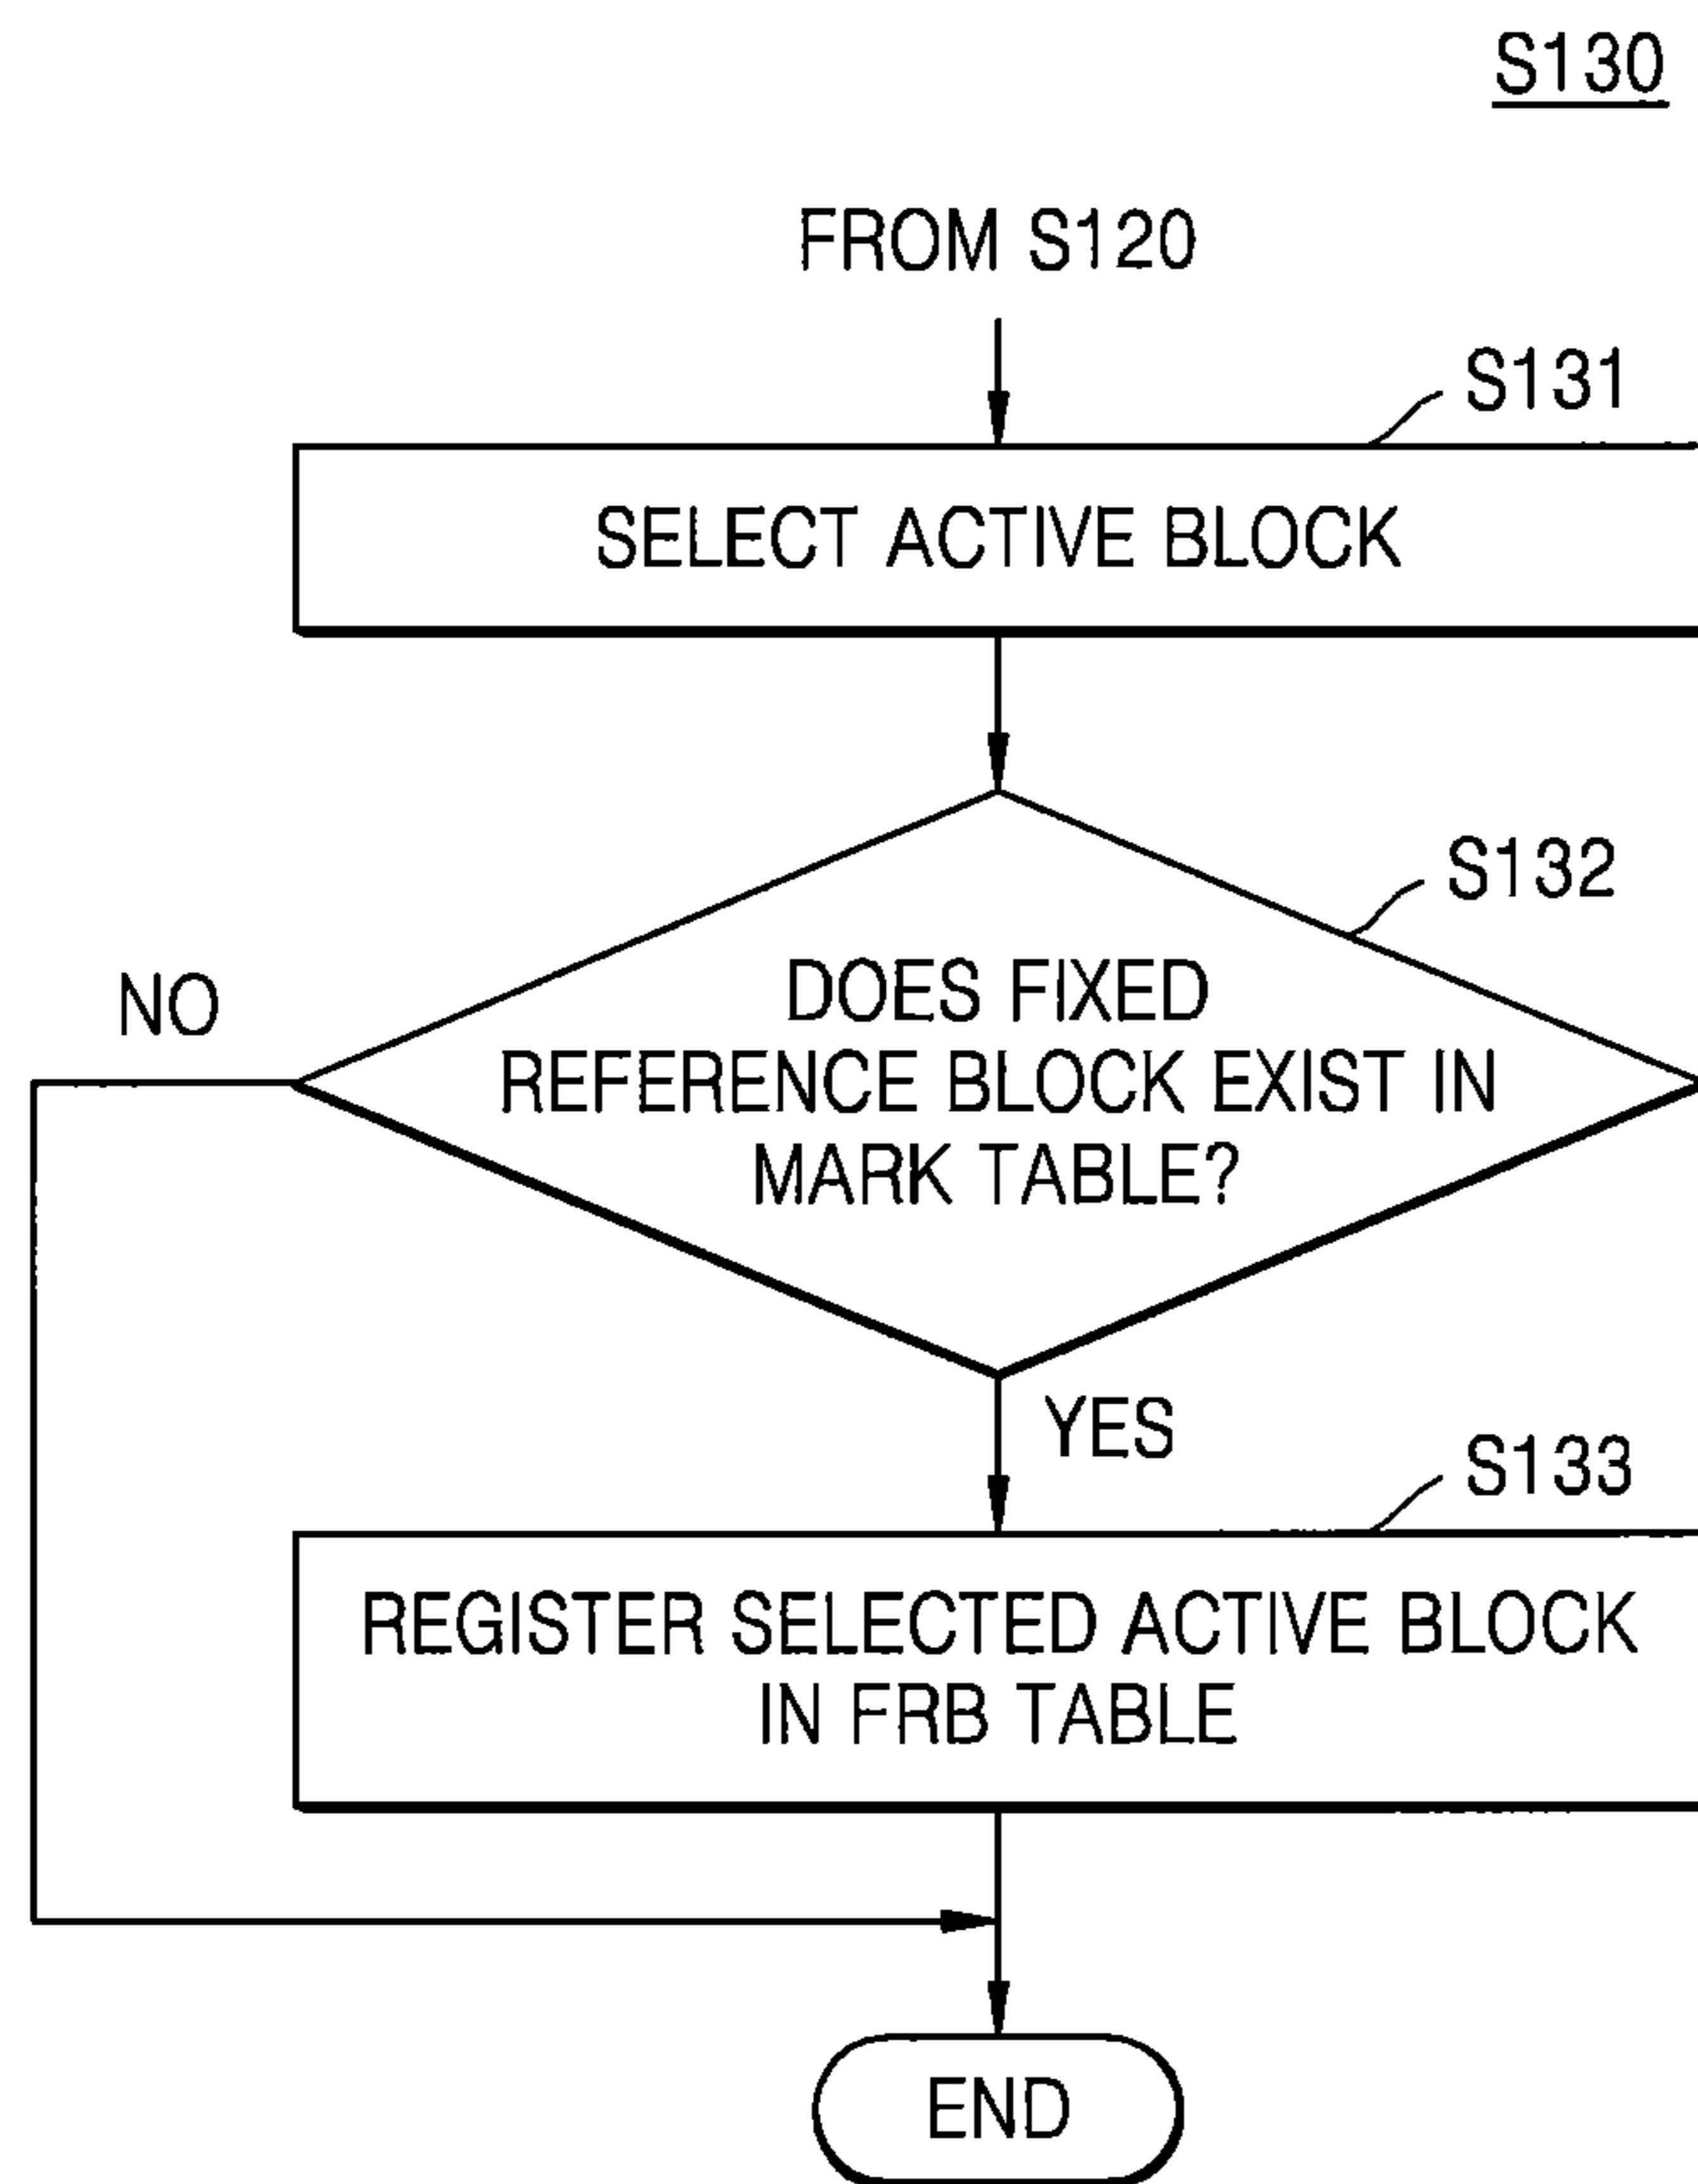 S130
FROM S120
S131
SELECT ACTIVE BLOCK
S132
DOES FIXED
REFERENCE BLOCK EXIST IN
MARK TABLE?
NO
YES
S133
REGISTER SELECTED ACTIVE BLOCK
IN FRB TABLE
END